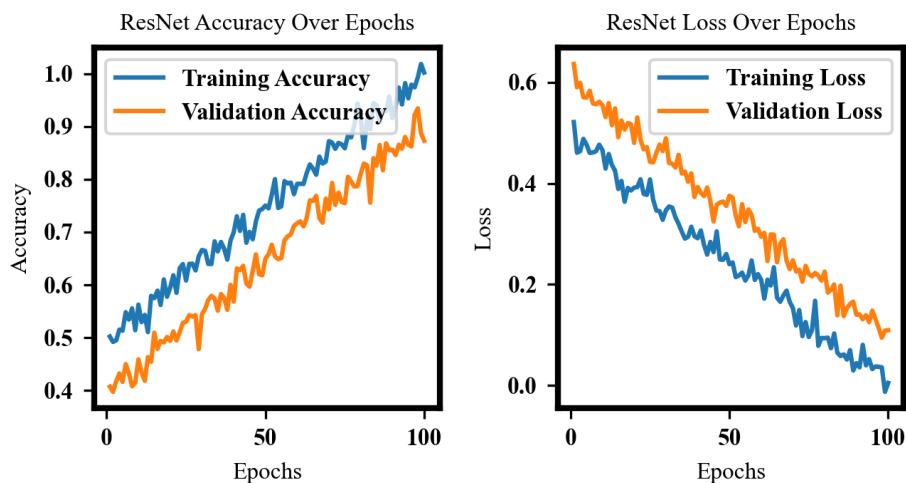 ResNet Accuracy Over Epochs
Training Accuracy
Validation Accuracy
1.0
0.9
0.8
0.7
0.6
0.5
0.4
Accuracy
0
50
100
Epochs
ResNet Loss Over Epochs
Training Loss
Validation Loss
0.6
0.4
0.2
0.0
Loss
0
50
100
Epochs